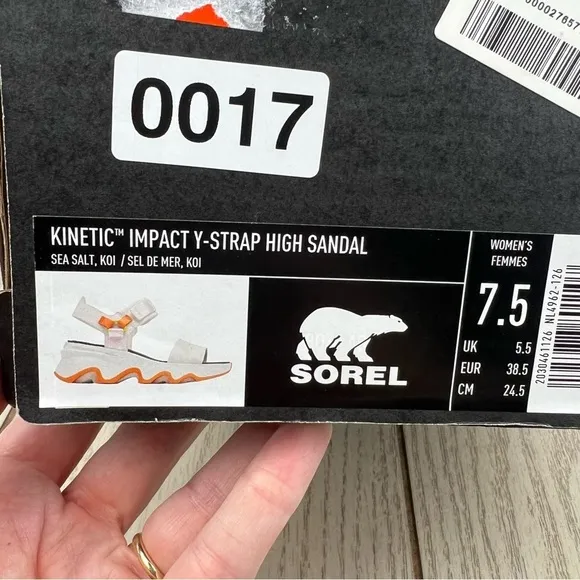 000027657
0017
KINETIC™ IMPACT Y-STRAP HIGH SANDAL
SEA SALT, KOI / SEL DE MER, KOI
SOREL
WOMEN'S
FEMMES
7.5
UK 5.5
EUR 38.5
CM 24.5
2030461126 NL4962-126